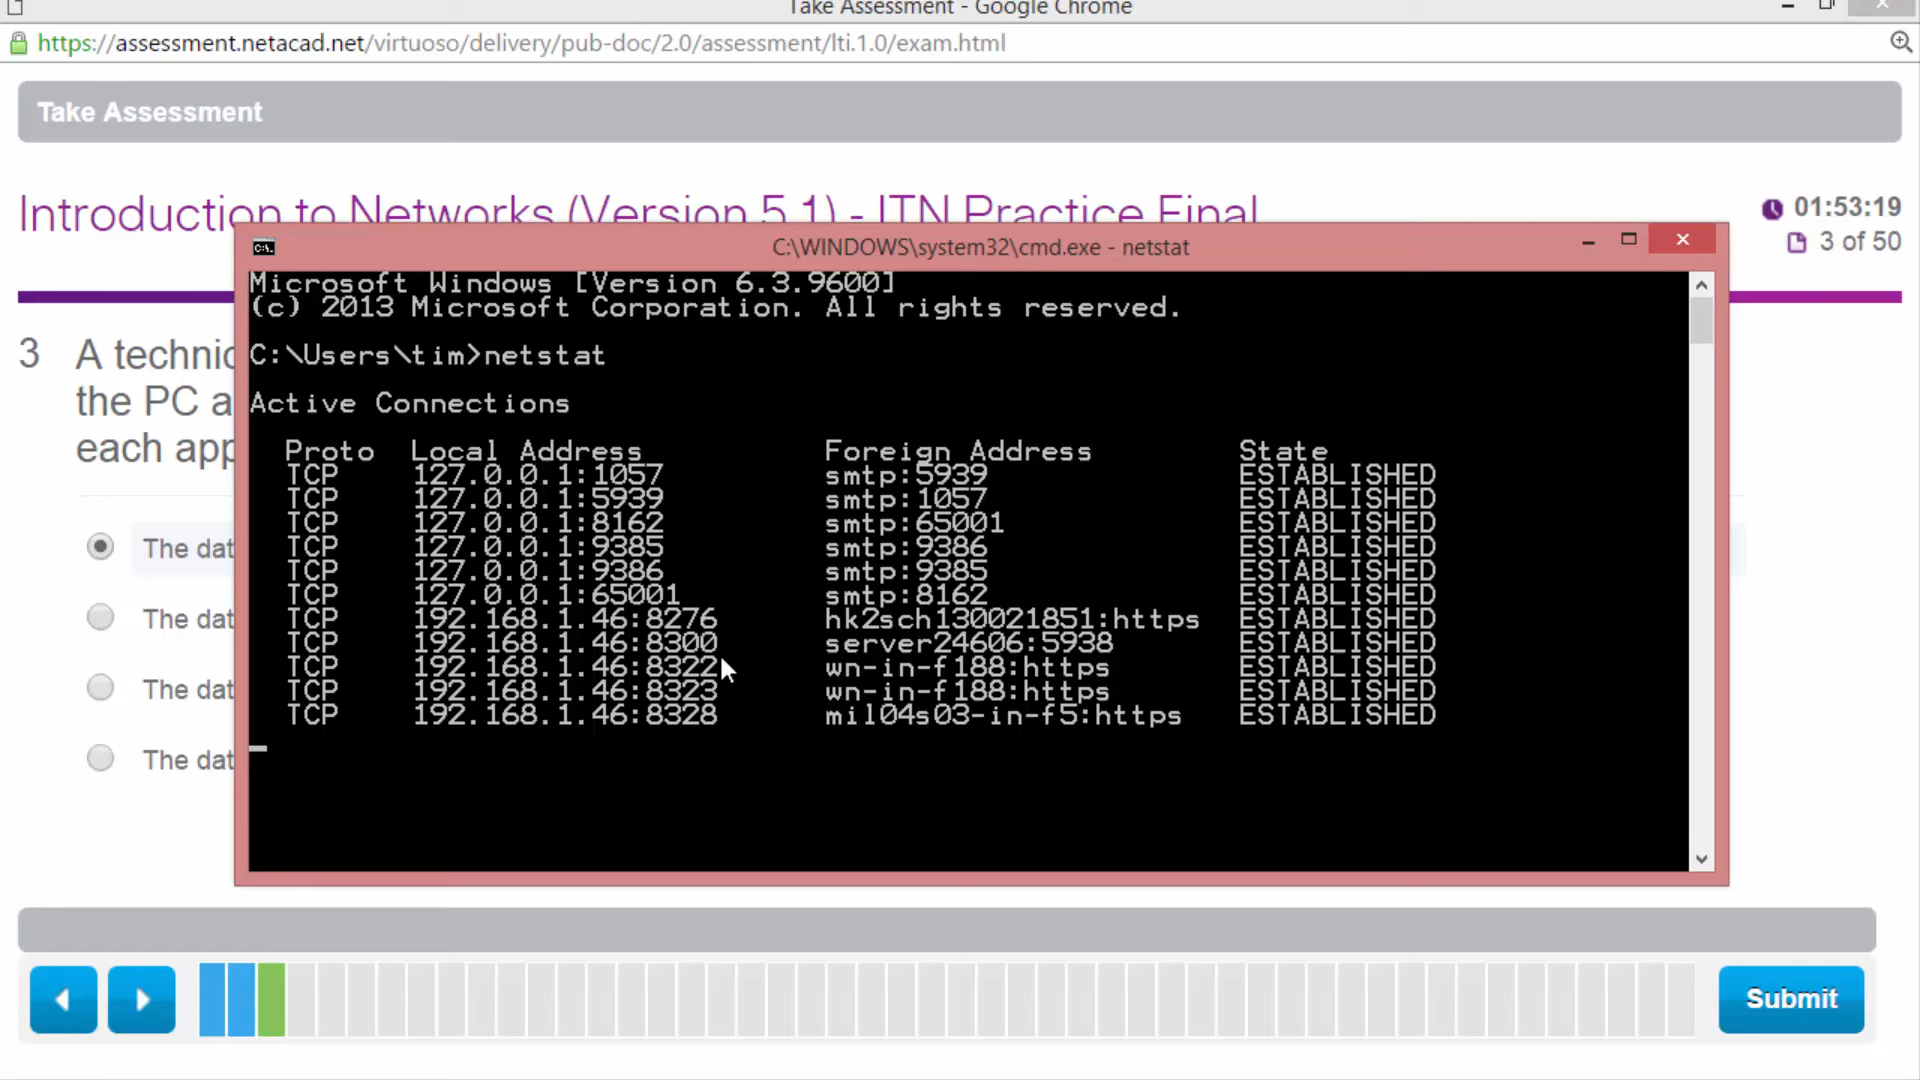 Take Assessment - Google Chrome
https://assessment.netacad.net/virtuoso/delivery/pub-doc/2.0/assessment/lti.1.0/exam.html
Take Assessment
Introduction to Networks (Version 5.1) - ITN Practice Final
01:53:19
3 of 50
C:\WINDOWS\system32\cmd.exe - netstat
Microsoft Windows [Version 6.3.9600]
(c) 2013 Microsoft Corporation. All rights reserved.
C:\Users\tim>netstat
Active Connections
Proto Local Address Foreign Address State
TCP 127.0.0.1:1057 smtp:5939 ESTABLISHED
TCP 127.0.0.1:5939 smtp:1057 ESTABLISHED
TCP 127.0.0.1:8162 smtp:65001 ESTABLISHED
TCP 127.0.0.1:9385 smtp:9386 ESTABLISHED
TCP 127.0.0.1:9386 smtp:9385 ESTABLISHED
TCP 127.0.0.1:65001 smtp:8162 ESTABLISHED
TCP 192.168.1.46:8276 hk2sch130021851:https ESTABLISHED
TCP 192.168.1.46:8300 server24606:5938 ESTABLISHED
TCP 192.168.1.46:8322 wn-in-f188:https ESTABLISHED
TCP 192.168.1.46:8323 wn-in-f188:https ESTABLISHED
TCP 192.168.1.46:8328 mil04s03-in-f5:https ESTABLISHED
3 A technic
the PC a
each app
The dat
The dat
The dat
The dat
Submit